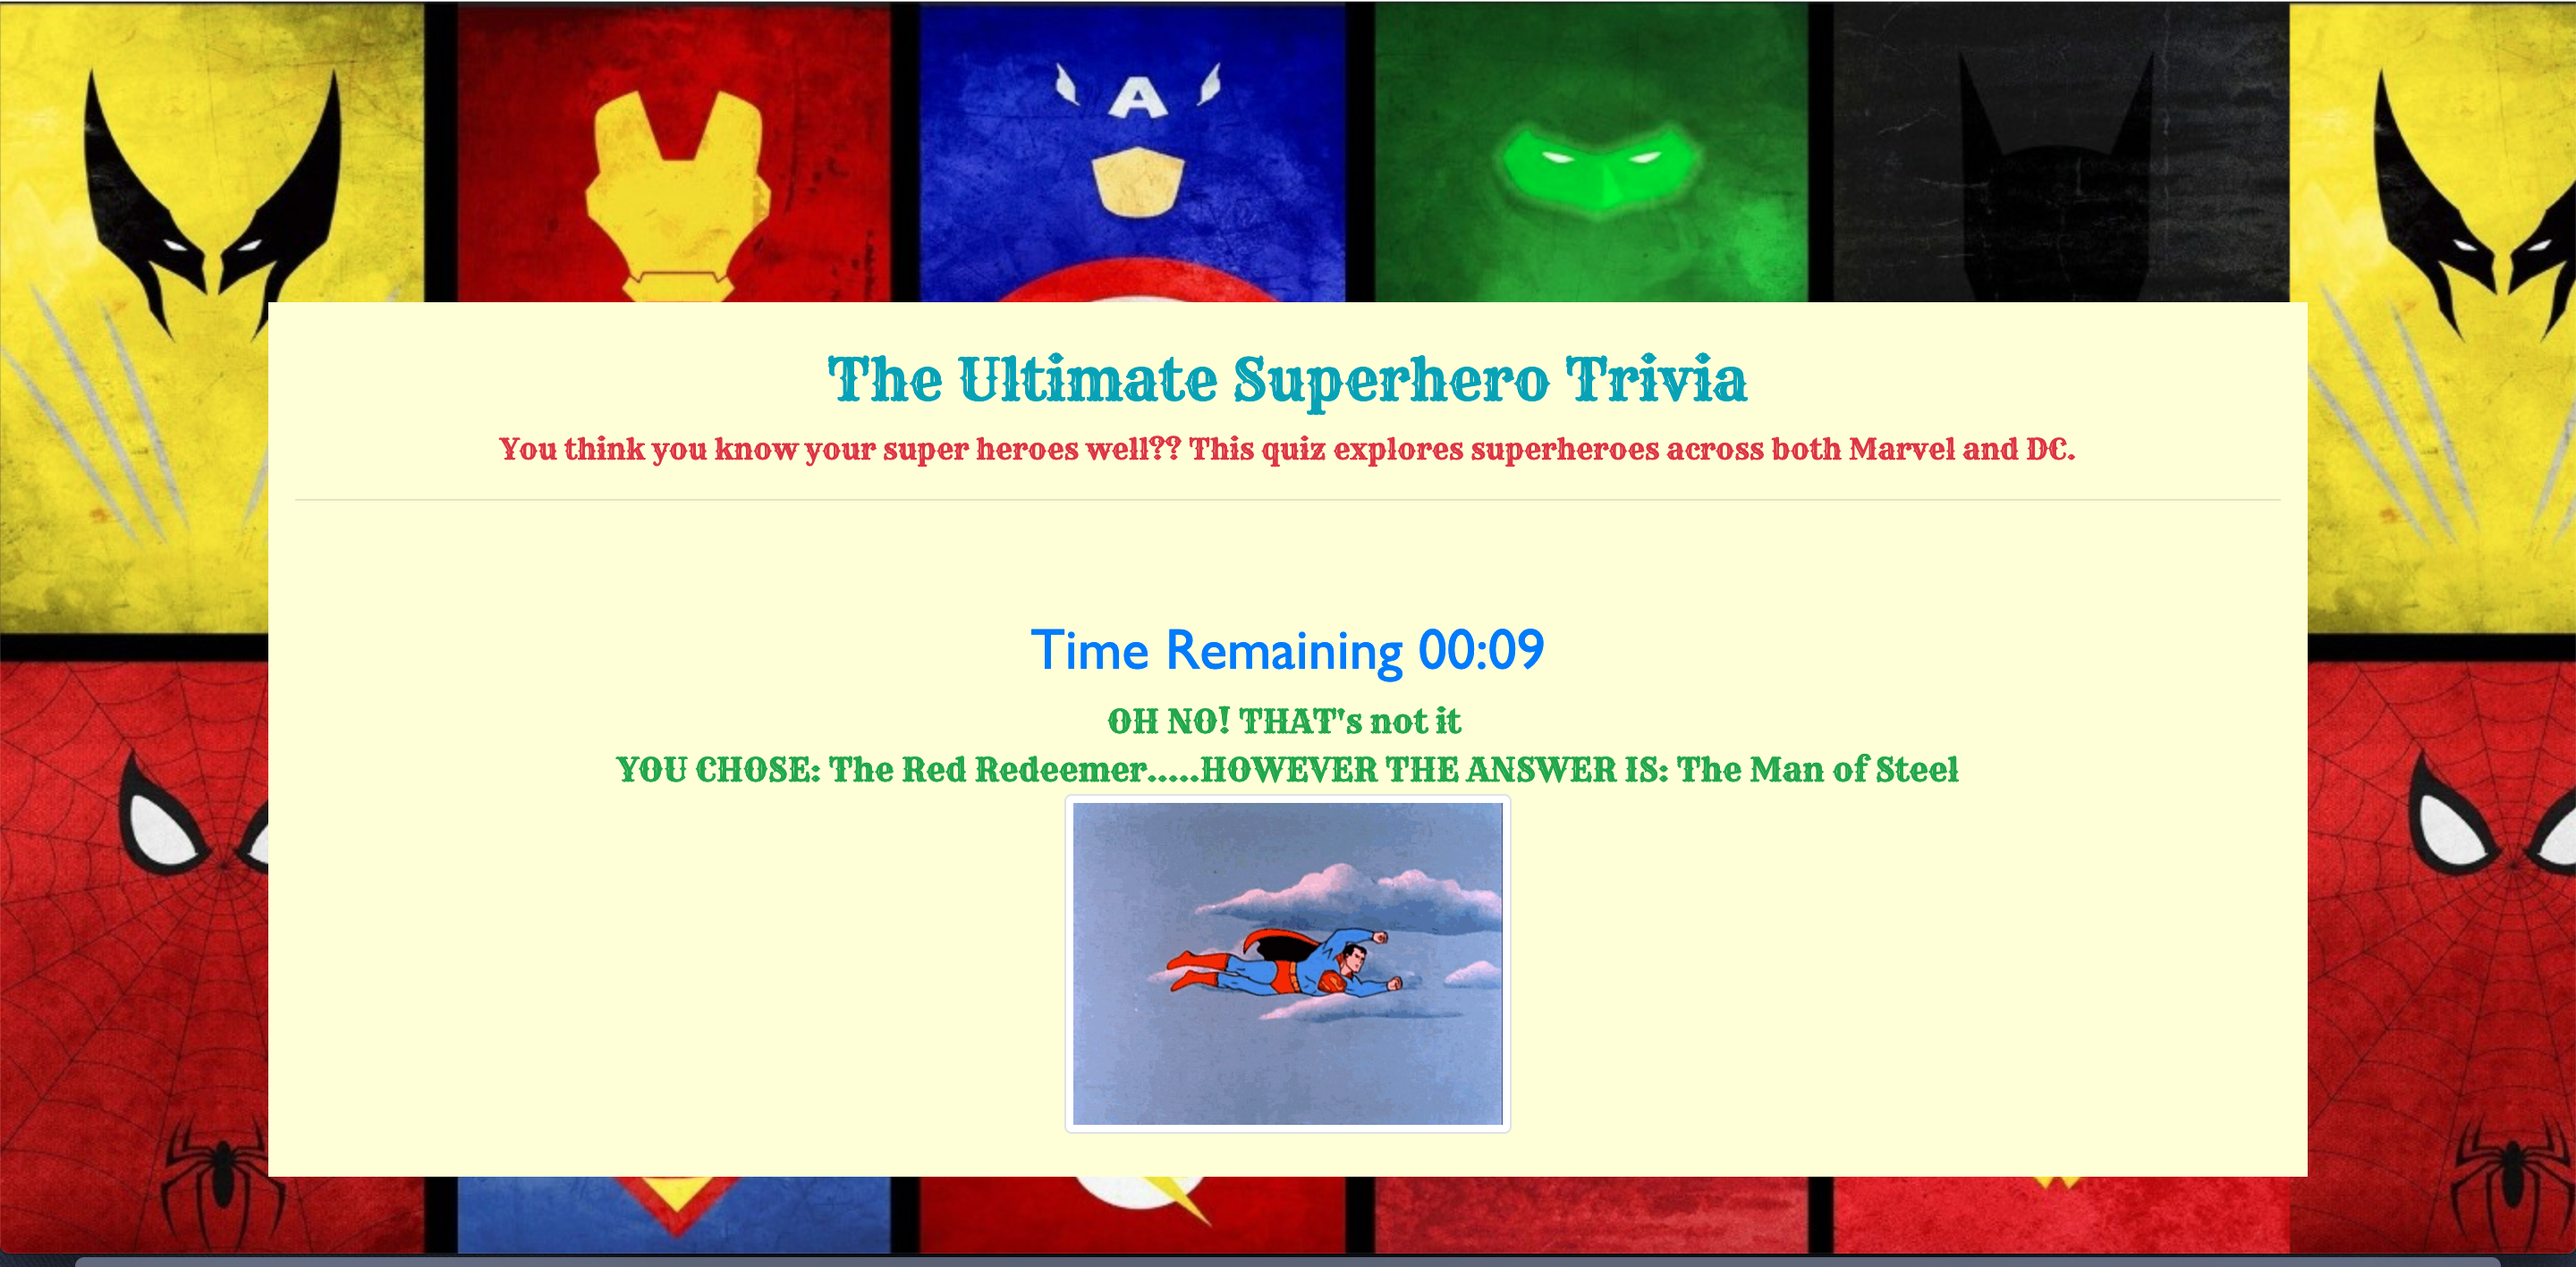 A
The Ultimate Superhero Trivia
You think you know your super heroes well?? This quiz explores superheroes across both Marvel and DC.
Time Remaining 00:09
OH NO! THAT's not it
YOU CHOSE: The Red Redeemer.....HOWEVER THE ANSWER IS: The Man of Steel